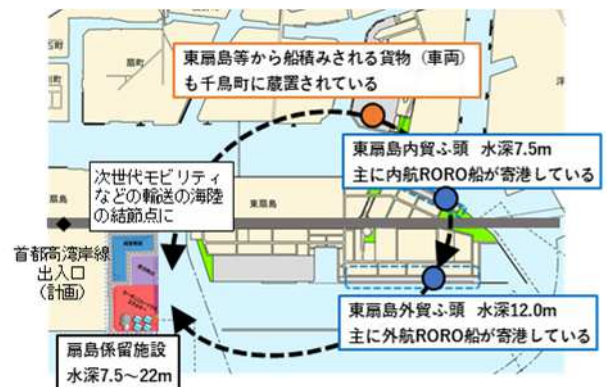 扇町
東扇島等から船積みされる貨物（車両）
も千鳥町に蔵置されている
浮
東扇島内貿ふ頭　水深7.5m
主に内航RORO船が寄港している
次世代モビリティ
などの輸送の海陸
の結節点に
扇島
東扇島
首都高湾岸線
出入口
（計画）
東扇島外貿ふ頭　水深12.0m
主に外航RORO船が寄港している
扇島係留施設
水深7.5～22m